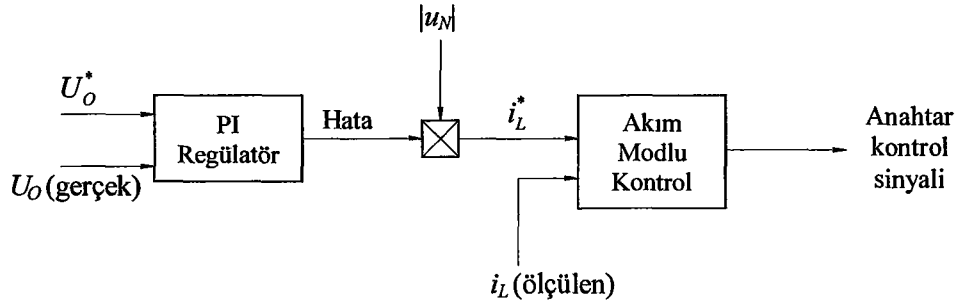 |u_N|
U_O^*
PI
Regülatör
Hata
i_L^*
Akım
Modlu
Kontrol
Anahtar
kontrol
sinyali
U_O (gerçek)
i_L (ölçülen)